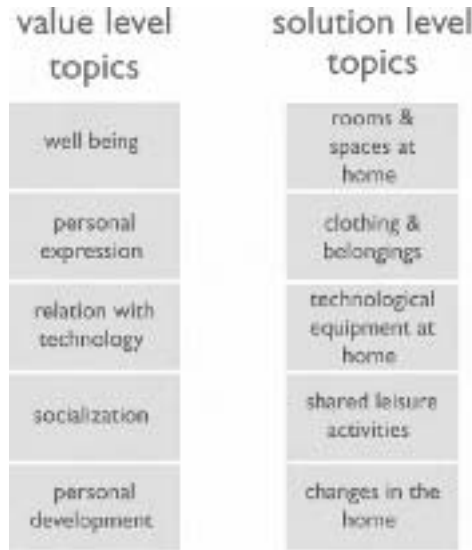 value level
topics
well being
personal
expression
relation with
technology
socialization
personal
development
solution level
topics
rooms &
spaces at
home
clothing &
belongings
technological
equipment at
home
shared leisure
activities
changes in the
home